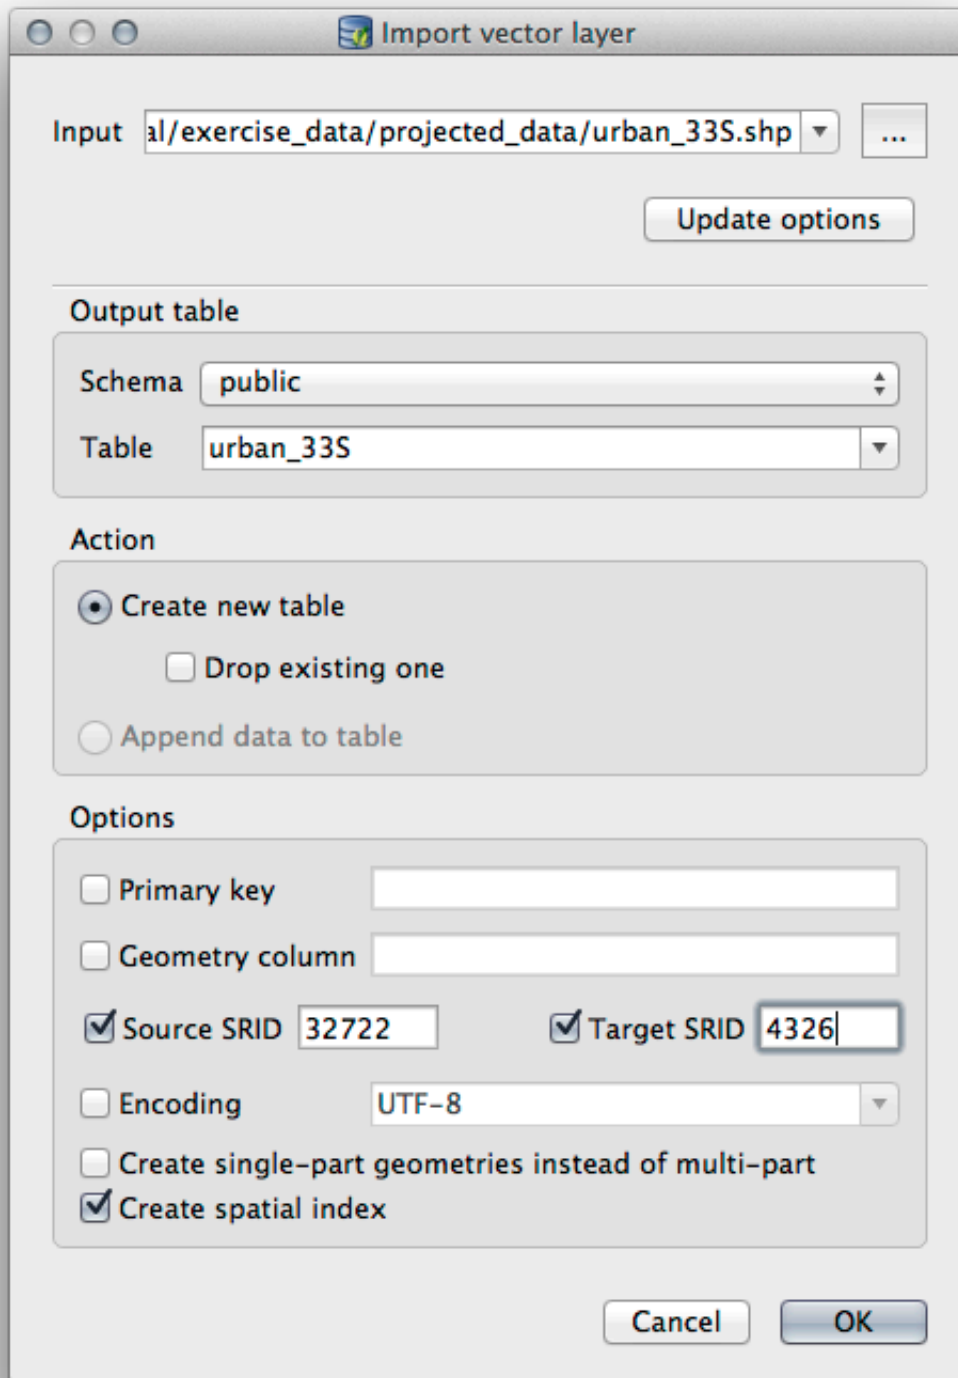 Import vector layer
Input al/exercise_data/projected_data/urban_33S.shp ...
Update options
Output table
Schema public
Table urban_33S
Action
Create new table
Drop existing one
Append data to table
Options
Primary key
Geometry column
Source SRID 32722 Target SRID 4326
Encoding UTF-8
Create single-part geometries instead of multi-part
Create spatial index
Cancel OK